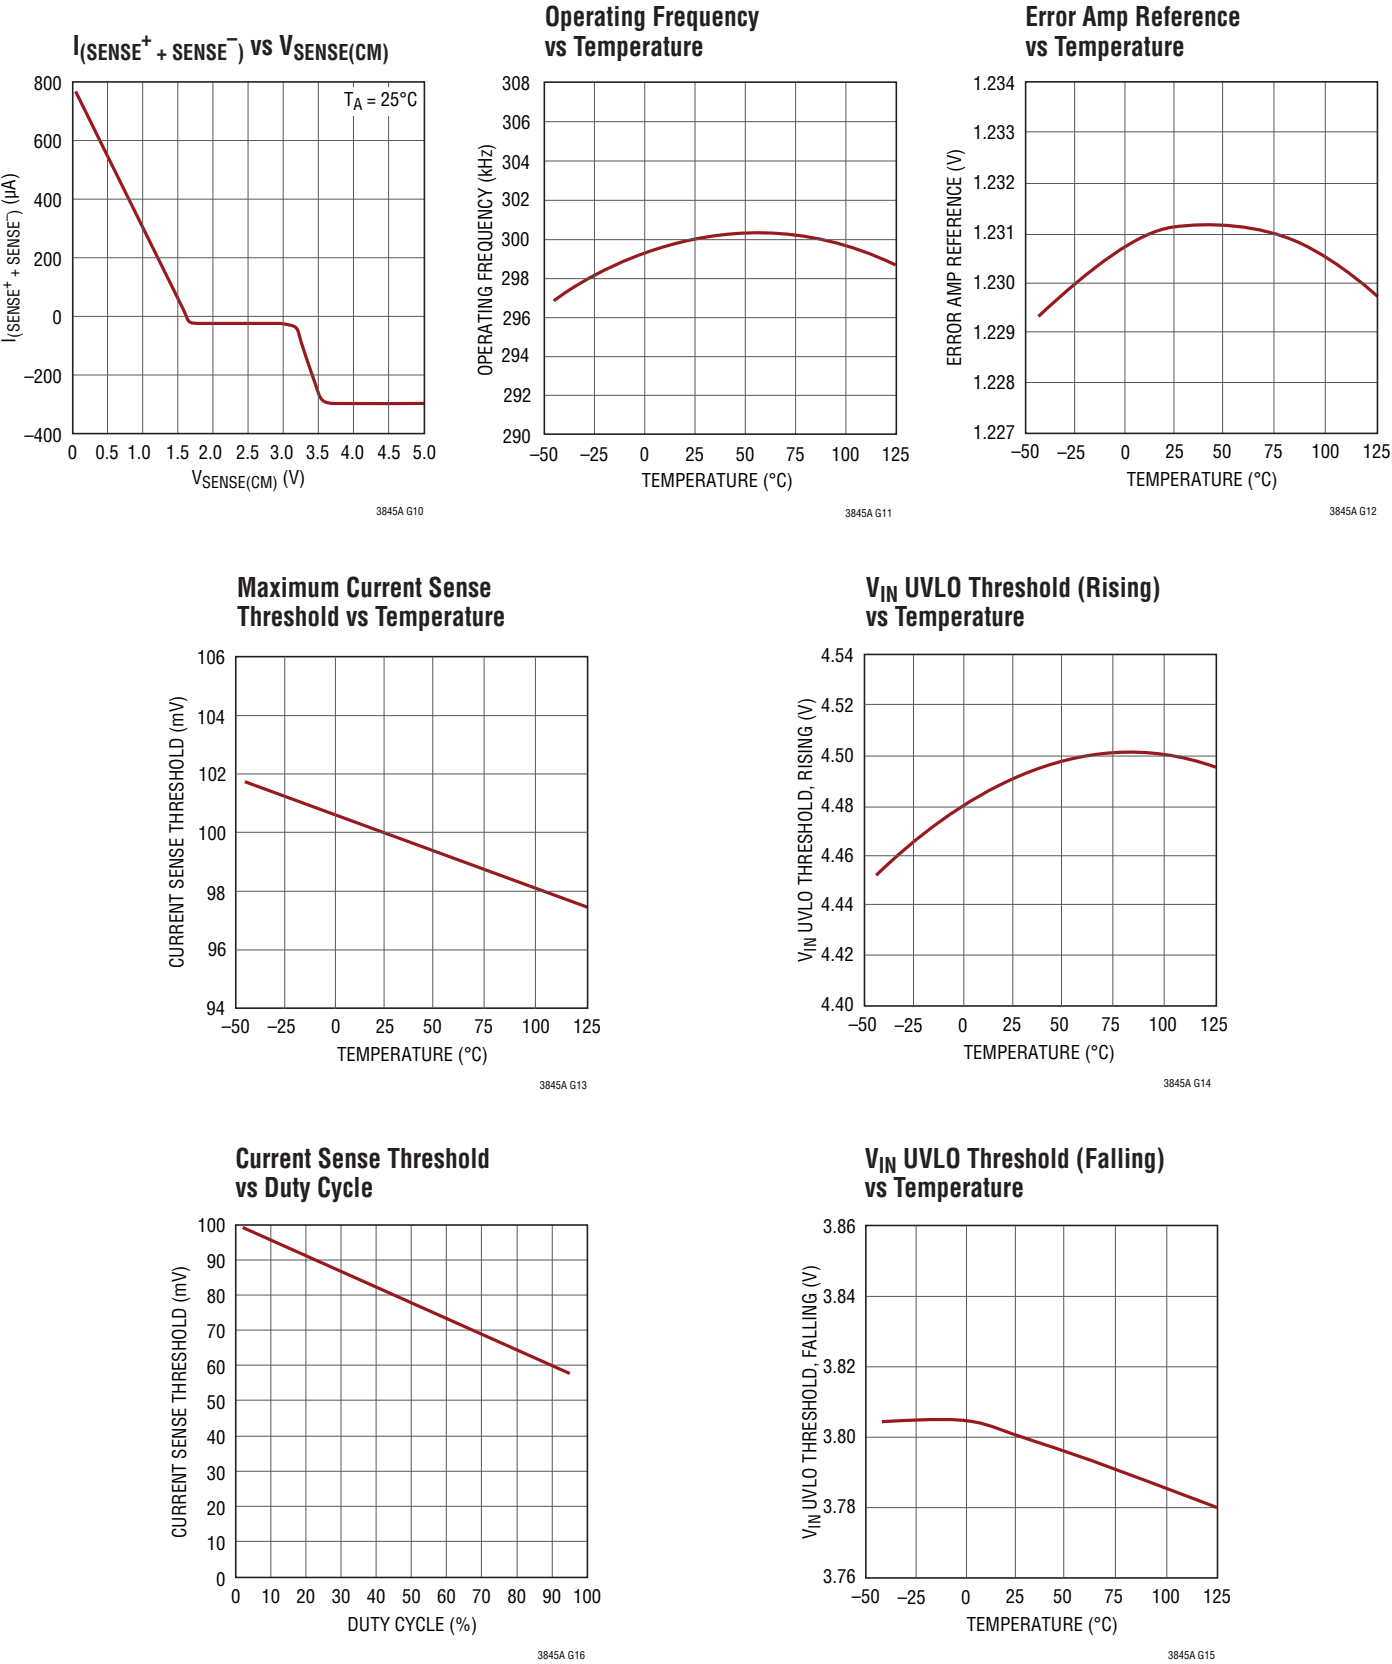 I(SENSE+ + SENSE–) vs VSENSE(CM)
800
600
400
200
0
–200
–400
I(SENSE+ + SENSE–) (µA)
TA = 25°C
0 0.5 1.0 1.5 2.0 2.5 3.0 3.5 4.0 4.5 5.0
VSENSE(CM) (V)
3845A G10
Operating Frequency
vs Temperature
308
306
304
302
300
298
296
294
292
290
OPERATING FREQUENCY (kHz)
–50 –25 0 25 50 75 100 125
TEMPERATURE (°C)
3845A G11
Error Amp Reference
vs Temperature
1.234
1.233
1.232
1.231
1.230
1.229
1.228
1.227
ERROR AMP REFERENCE (V)
–50 –25 0 25 50 75 100 125
TEMPERATURE (°C)
3845A G12
Maximum Current Sense
Threshold vs Temperature
106
104
102
100
98
96
94
CURRENT SENSE THRESHOLD (mV)
–50 –25 0 25 50 75 100 125
TEMPERATURE (°C)
3845A G13
VIN UVLO Threshold (Rising)
vs Temperature
4.54
4.52
4.50
4.48
4.46
4.44
4.42
4.40
VIN UVLO THRESHOLD, RISING (V)
–50 –25 0 25 50 75 100 125
TEMPERATURE (°C)
3845A G14
Current Sense Threshold
vs Duty Cycle
100
90
80
70
60
50
40
30
20
10
0
CURRENT SENSE THRESHOLD (mV)
0 10 20 30 40 50 60 70 80 90 100
DUTY CYCLE (%)
3845A G16
VIN UVLO Threshold (Falling)
vs Temperature
3.86
3.84
3.82
3.80
3.78
3.76
VIN UVLO THRESHOLD, FALLING (V)
–50 –25 0 25 50 75 100 125
TEMPERATURE (°C)
3845A G15